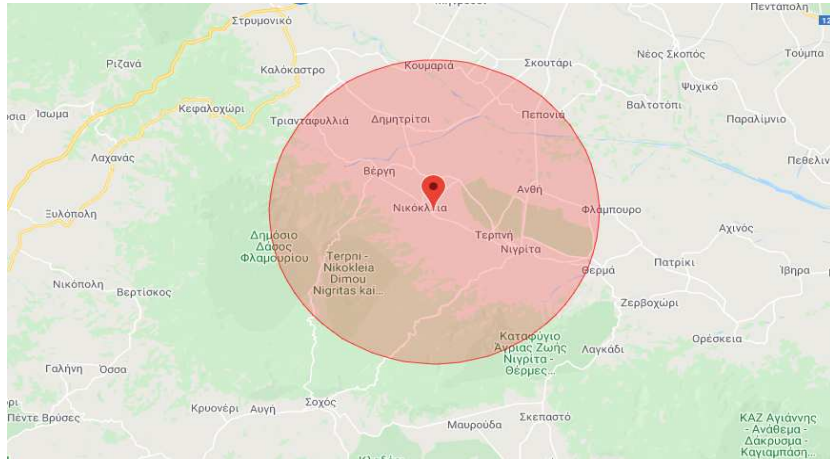 Στρυμονικό
Πενταπολη
12
Ριζανά
Καλόκαστρο
Κουμαριά
Σκουτάρι
Νέος Σκοπός
Τούμπα
Ψυχικό
Βαλτοτόπι
Κεφαλοχώρι
Ίσωμα
Τριανταφυλλιά
Δημητρίτσι
Πεπονιά
Παραλίμνιο
Λαχανάς
Βέργη
Ανθή
Ξυλόπολη
Νικόκλεια
Φλάμπουρο
Τερπνή
Νιγρίτα
Αχινός
Δημόσιο
Δάσος
Φλαμουρίου
Terpni -
Nikokleia
Dimou
Nigritas kai...
Πατρίκι
Θερμά
Ίβηρα
Νικόπολη
Βερτίσκος
Ζερβοχώρι
Ορέσκεια
Καταφύγιο
Άγριας Ζωής
Νιγρίτα -
Θέρμες...
Λαγκάδι
Γαλήνη
Όσσα
Κρυονέρι
Αυγή
Σοχός
Πέντε Βρύσες
Μαυρούδα
Σκεπαστό
ΚΑΖ Αγιάννης
- Ανάθεμα -
Δάκρυσμα -
Καγιαμπάση...